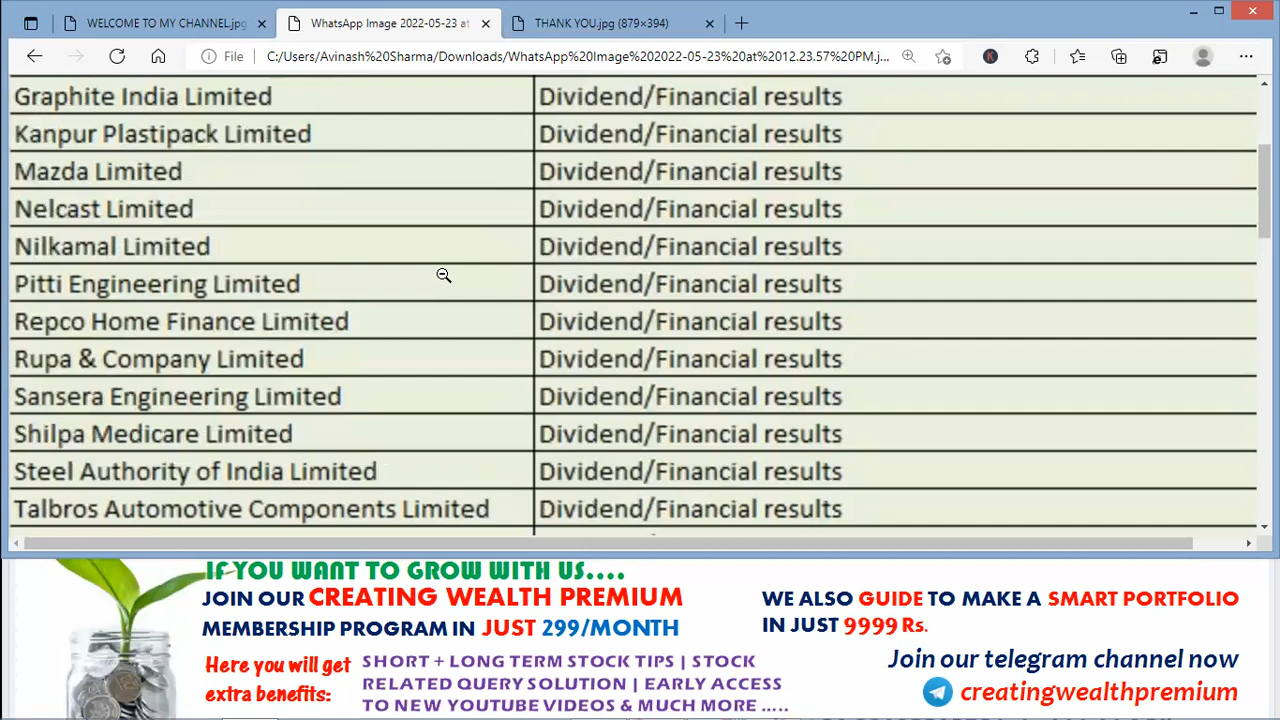 WELCOME TO MY CHANNEL.jpg
WhatsApp Image 2022-05-23 at
THANK YOU.jpg (879×394)
File
C:/Users/Avinash%20Sharma/Downloads/WhatsApp%20Image%202022-05-23%20at%2012.23.57%20PM.j...
Graphite India Limited Dividend/Financial results
Kanpur Plastipack Limited Dividend/Financial results
Mazda Limited Dividend/Financial results
Nelcast Limited Dividend/Financial results
Nilkamal Limited Dividend/Financial results
Pitti Engineering Limited Dividend/Financial results
Repco Home Finance Limited Dividend/Financial results
Rupa & Company Limited Dividend/Financial results
Sansera Engineering Limited Dividend/Financial results
Shilpa Medicare Limited Dividend/Financial results
Steel Authority of India Limited Dividend/Financial results
Talbros Automotive Components Limited Dividend/Financial results
IF YOU WANT TO GROW WITH US....
JOIN OUR CREATING WEALTH PREMIUM
MEMBERSHIP PROGRAM IN JUST 299/MONTH
Here you will get
extra benefits:
SHORT + LONG TERM STOCK TIPS | STOCK
RELATED QUERY SOLUTION | EARLY ACCESS
TO NEW YOUTUBE VIDEOS & MUCH MORE .....
WE ALSO GUIDE TO MAKE A SMART PORTFOLIO
IN JUST 9999 Rs.
Join our telegram channel now
creatingwealthpremium